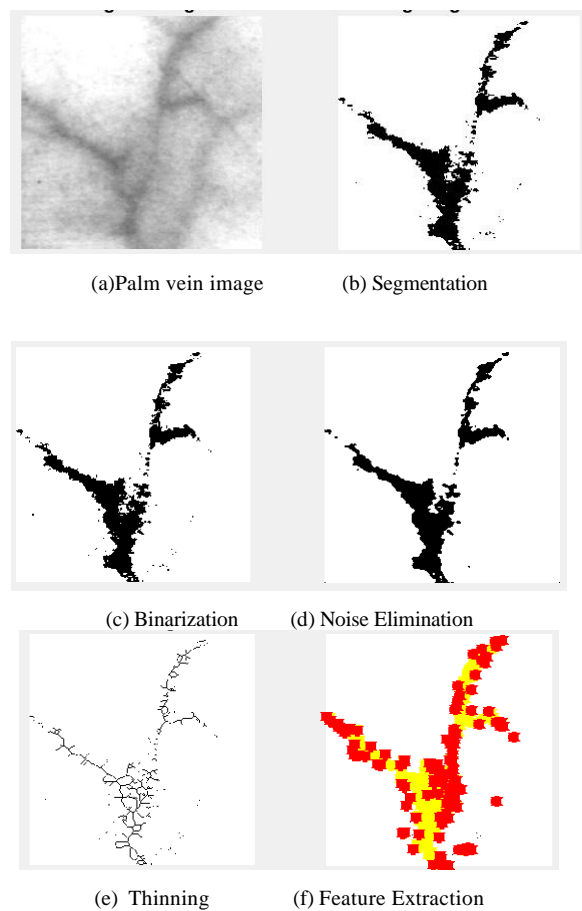 (a)Palm vein image (b) Segmentation
(c) Binarization (d) Noise Elimination
(e) Thinning (f) Feature Extraction